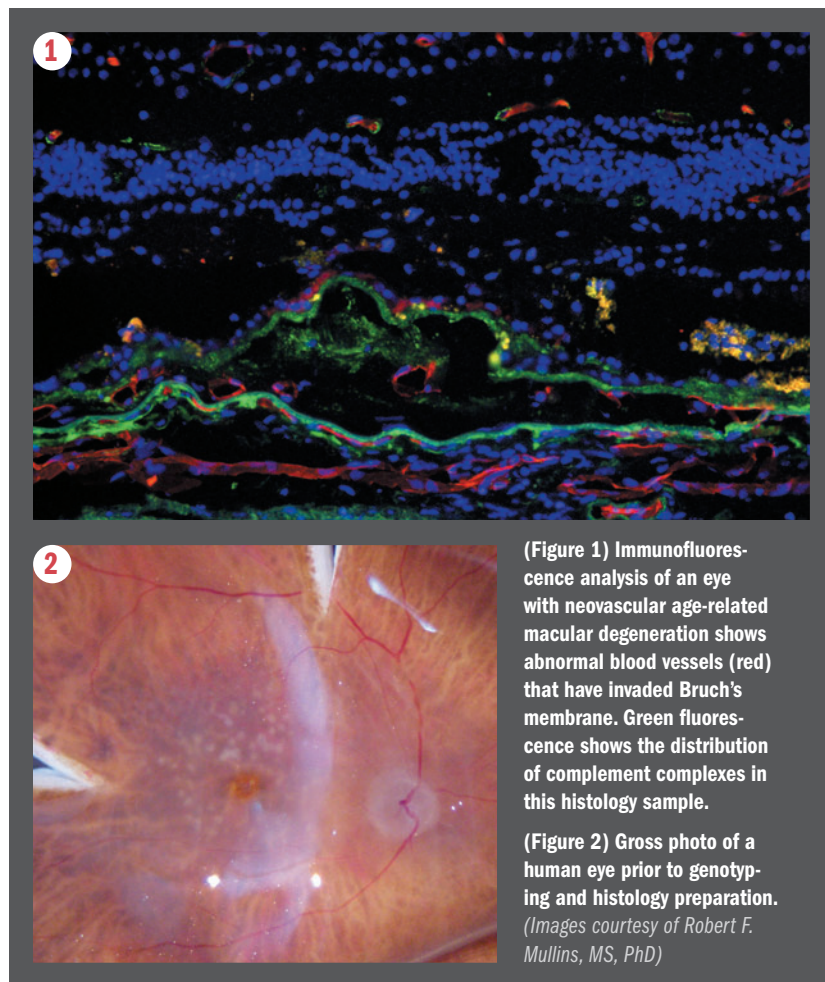 1
2
(Figure 1) Immunofluores-
cence analysis of an eye
with neovascular age-related
macular degeneration shows
abnormal blood vessels (red)
that have invaded Bruch's
membrane. Green fluores-
cence shows the distribution
of complement complexes in
this histology sample.
(Figure 2) Gross photo of a
human eye prior to genotyp-
ing and histology preparation.
(Images courtesy of Robert F.
Mullins, MS, PhD)